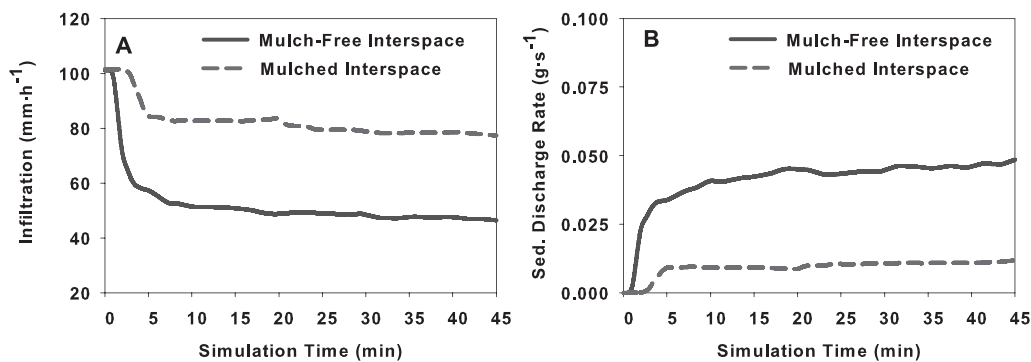 A
Mulch-Free Interspace
Mulched Interspace
Infiltration (mm·h⁻¹)
120
100
80
60
40
20
0 5 10 15 20 25 30 35 40 45
Simulation Time (min)
B
Mulch-Free Interspace
Mulched Interspace
Sed. Discharge Rate (g·s⁻¹)
0.100
0.075
0.050
0.025
0.000
0 5 10 15 20 25 30 35 40 45
Simulation Time (min)